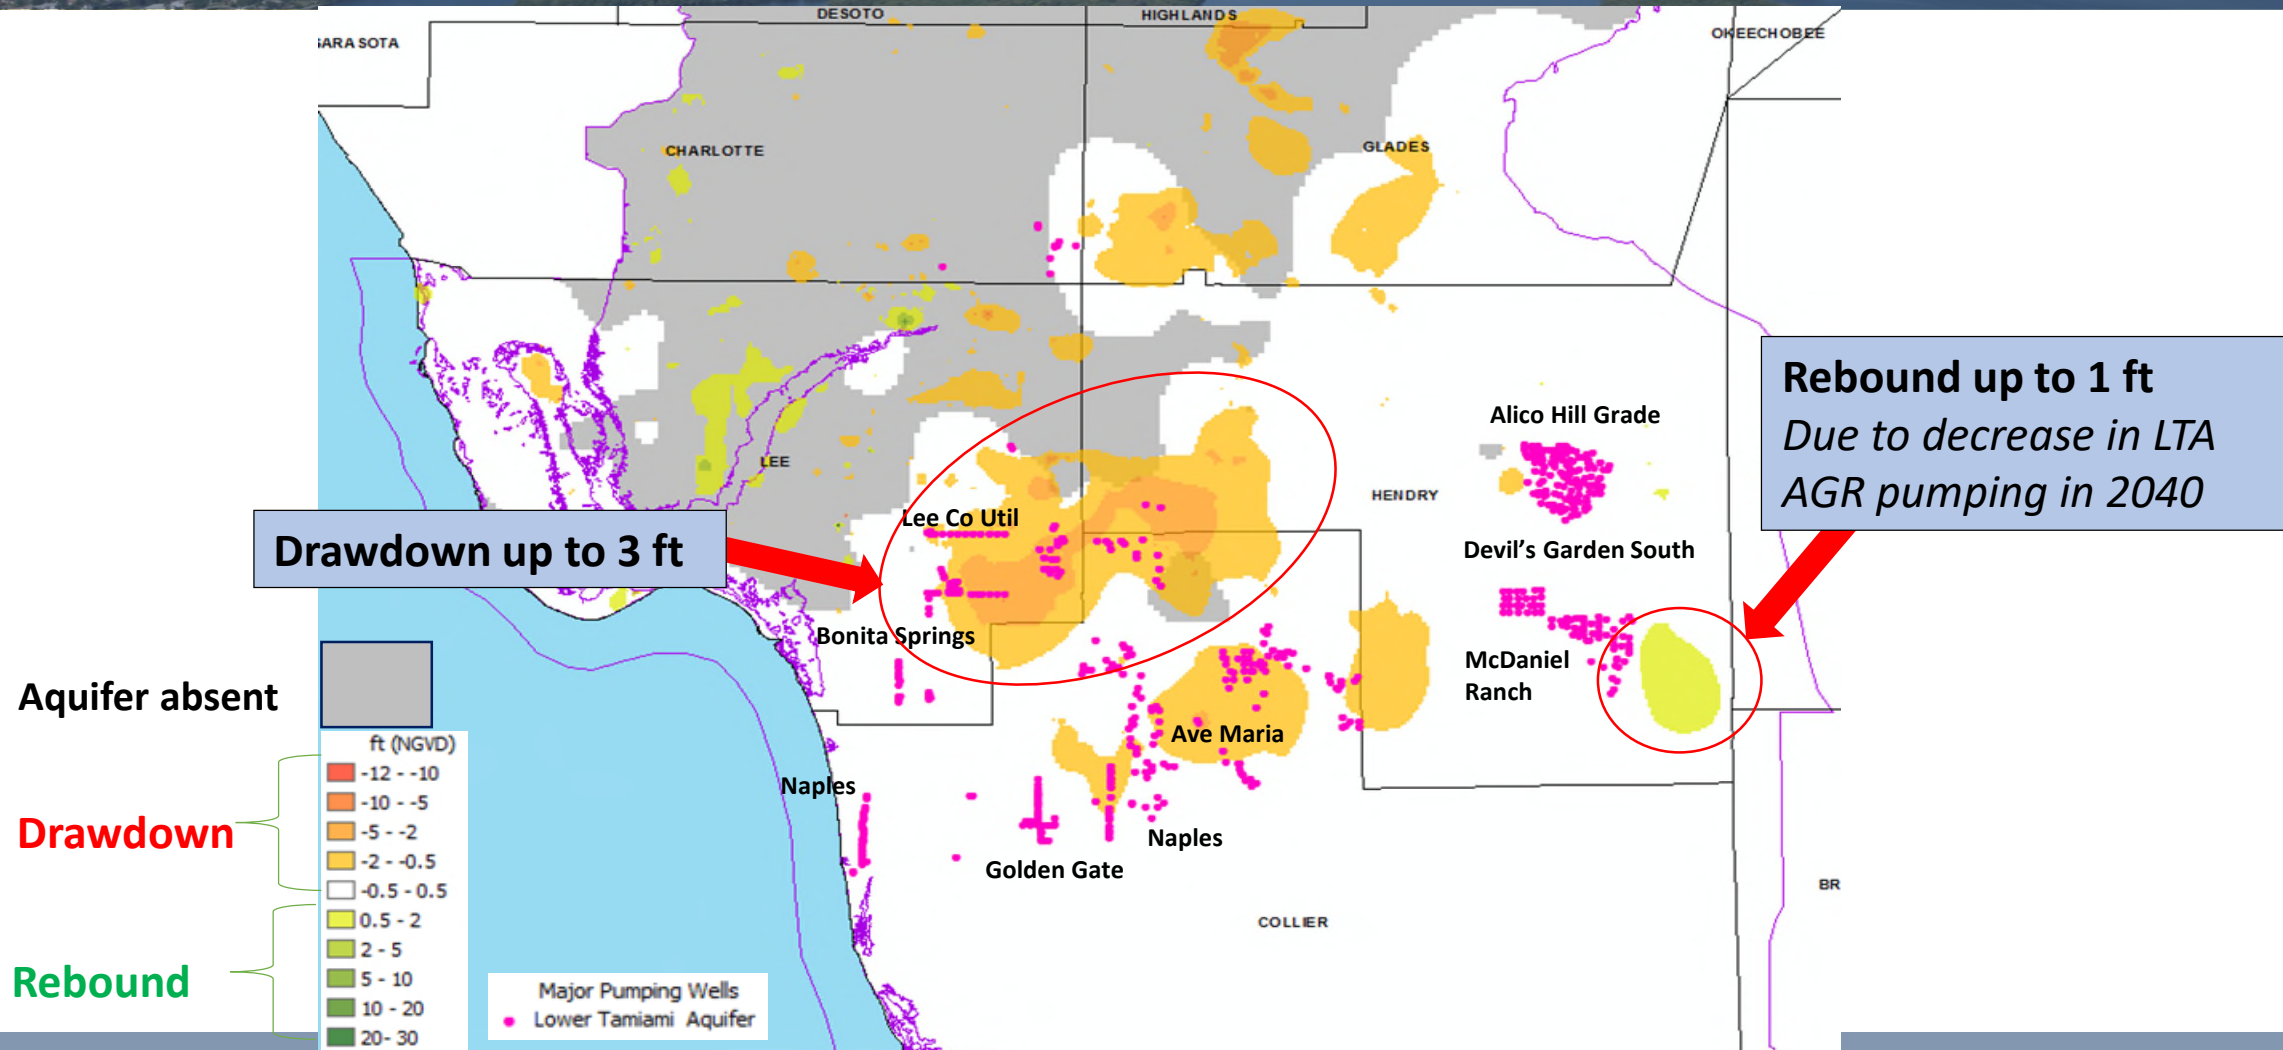 DESOTO
HIGHLANDS
SARASOTA
OKEECHOBEE
CHARLOTTE
GLADES
Rebound up to 1 ft
Due to decrease in LTA
AGR pumping in 2040
Alico Hill Grade
LEE
HENDRY
Lee Co Util
Drawdown up to 3 ft
Devil's Garden South
Bonita Springs
McDaniel
Ranch
Aquifer absent
Ave Maria
ft (NGVD)
-12 - -10
-10 - -5
-5 - -2
-2 - -0.5
-0.5 - 0.5
0.5 - 2
2 - 5
5 - 10
10 - 20
20- 30
Drawdown
Rebound
Naples
Naples
Golden Gate
BR
COLLIER
Major Pumping Wells
Lower Tamiami Aquifer